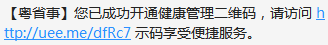 【粤省事】您已成功开通健康管理二维码，请访问 h
ttp://uee.me/dfRc7 示码享受便捷服务。